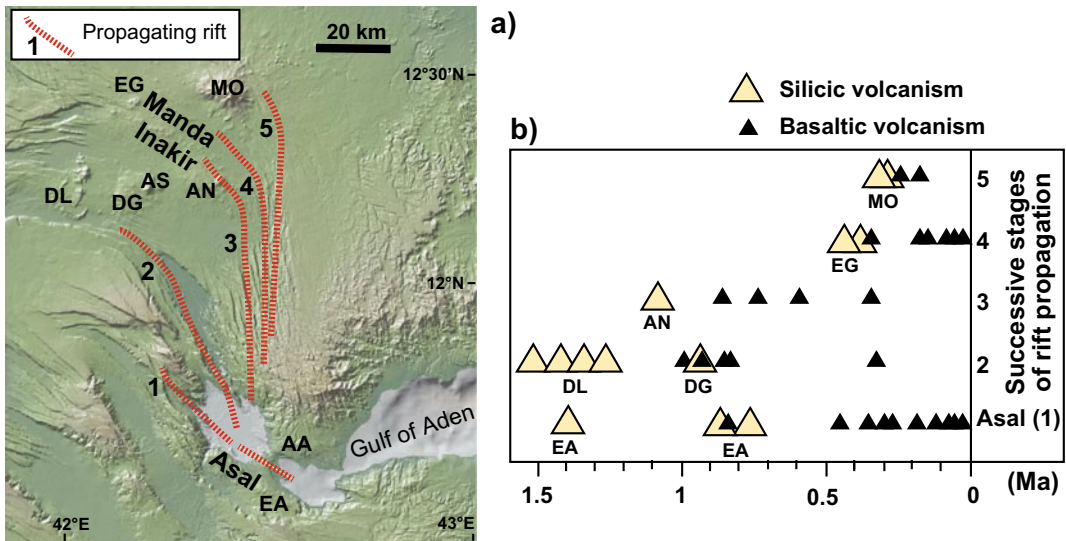 1
Propagating rift
20 km
a)
12°30'N
EG
MO
Manda
Inakir
5
AS
AN
4
DL
DG
3
2
12°N
1
AA
Gulf of Aden
Asal
EA
42°E
43°E
Silicic volcanism
Basaltic volcanism
b)
5
MO
4
EG
3
AN
2
DL
DG
Asal (1)
EA
EA
Successive stages
of rift propagation
1.5
1
0.5
0
(Ma)